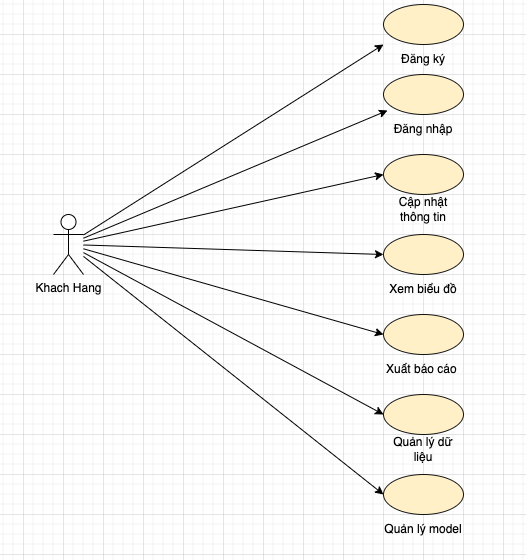 Đăng ký
Đăng nhập
Cập nhật
thông tin
Khach Hang
Xem biểu đồ
Xuất báo cáo
Quản lý dữ
liệu
Quản lý model